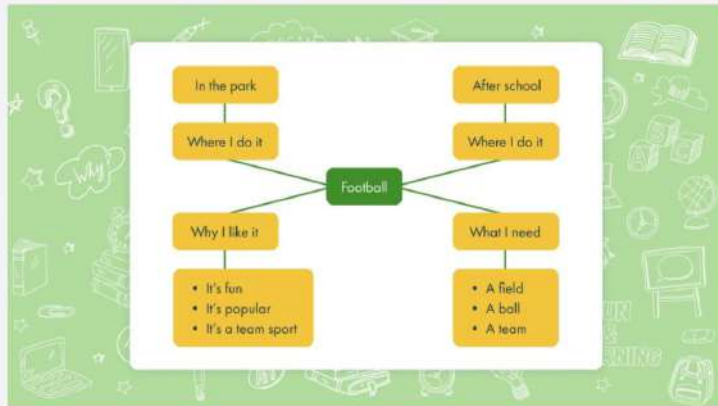 In the park
After school
Where I do it
Where I do it
Football
Why?
Why I like it
What I need
• It's fun
• It's popular
• It's a team sport
• A field
• A ball
• A team